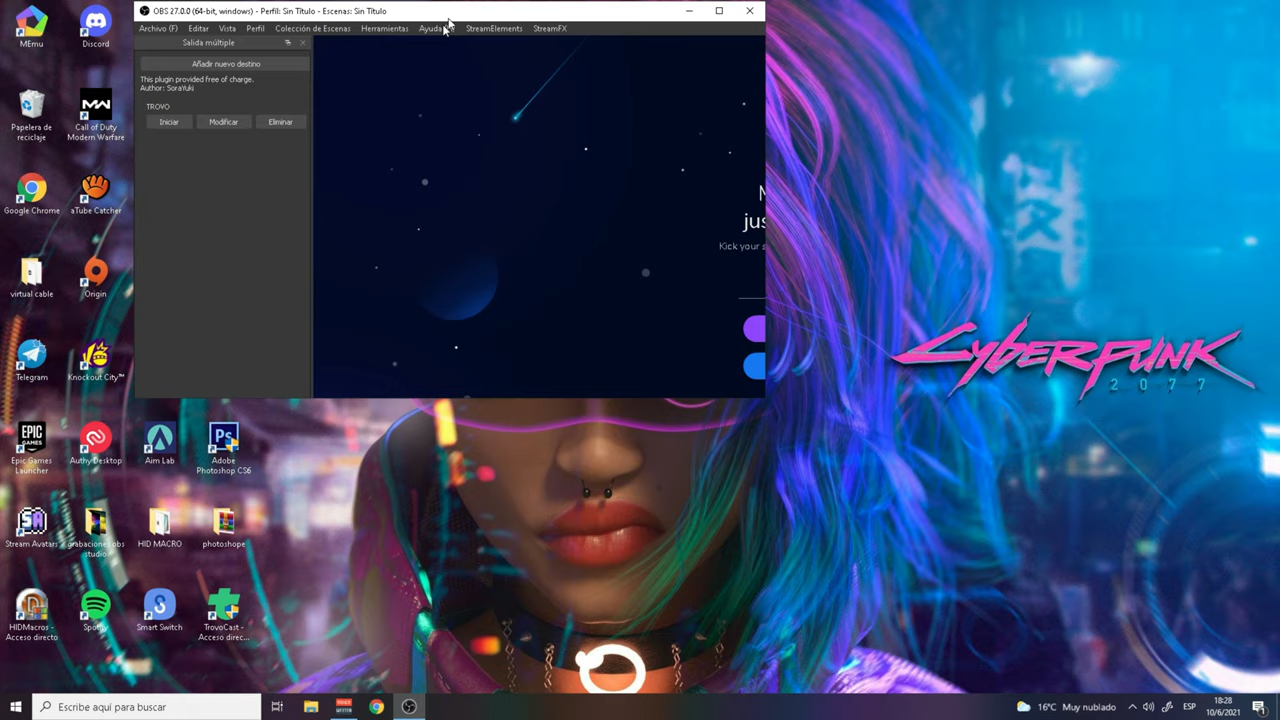 OBS 27.0.0 (64-bit, windows) - Perfil: Sin Título - Escenas: Sin Título
Archivo (F) Editar Vista Perfil Colección de Escenas Herramientas Ayuda StreamElements StreamFX
Salida múltiple
Añadir nuevo destino
This plugin provided free of charge.
Author: SoraYuki
TROVO
Iniciar Modificar Eliminar
M
jus
Kick your s
MEmu
Discord
Papelera de
reciclaje
Call of Duty
Modern Warfare
Google Chrome
aTube Catcher
virtual cable
Origin
Telegram
Knockout City™
EPIC
GAMES
Epic Games
Launcher
Authy Desktop
Aim Lab
Ps
Adobe
Photoshop CS6
SA
Stream Avatars
grabaciones obs
studio
HID MACRO
photoshope
HIDMacros -
Acceso directo
Spotify
Smart Switch
TrovoCast -
Acceso direc...
CYBERPUNK
2077
Escribe aquí para buscar
16°C Muy nublado
ESP
18:28
10/6/2021